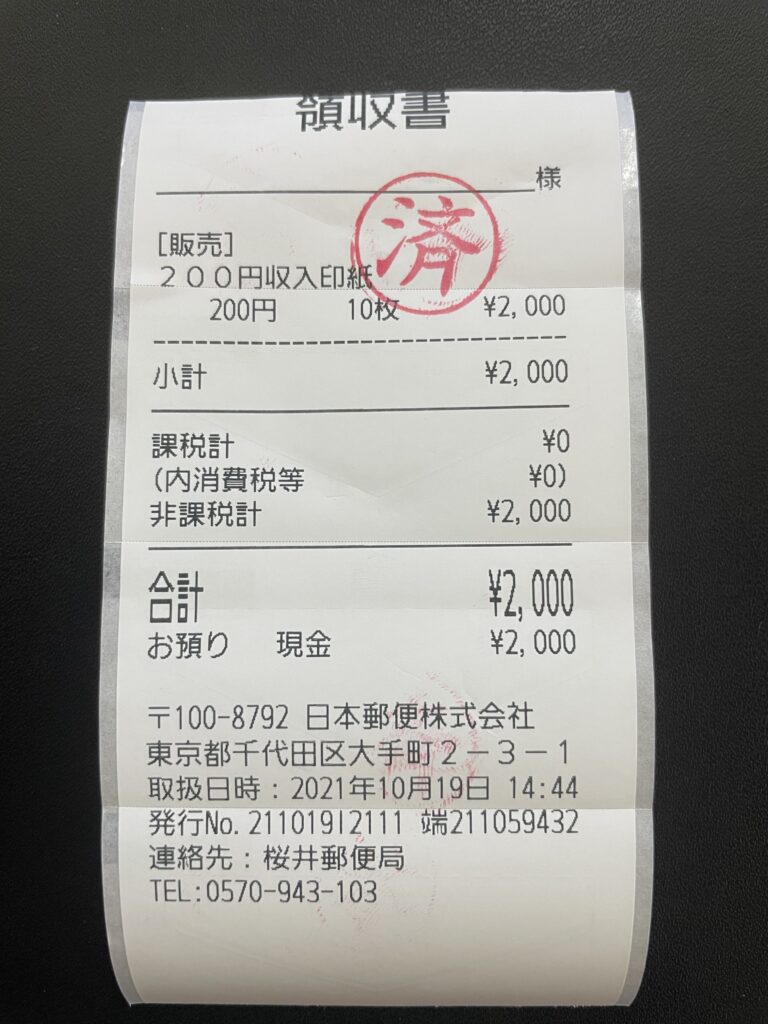 領収書
様
済
[販売]
２００円収入印紙
200円 10枚 ¥2,000
小計 ¥2,000
課税計 ¥0
(内消費税等 ¥0)
非課税計 ¥2,000
合計 ¥2,000
お預り 現金 ¥2,000
〒100-8792 日本郵便株式会社
東京都千代田区大手町２－３－１
取扱日時：2021年10月19日 14:44
発行No.211019I2111 端211059432
連絡先：桜井郵便局
TEL:0570-943-103